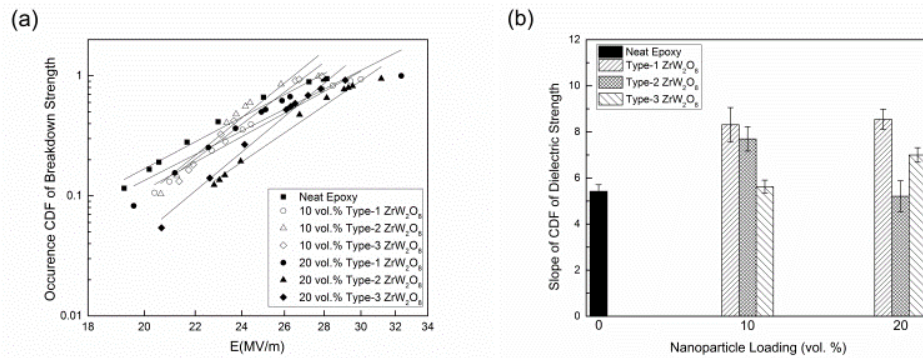 (a)
Occurence CDF of Breakdown Strength
1
0.1
0.01
18 20 22 24 26 28 30 32 34
E(MV/m)
Neat Epoxy
10 vol.% Type-1 ZrW₂O₈
10 vol.% Type-2 ZrW₂O₈
10 vol.% Type-3 ZrW₂O₈
20 vol.% Type-1 ZrW₂O₈
20 vol.% Type-2 ZrW₂O₈
20 vol.% Type-3 ZrW₂O₈
(b)
Slope of CDF of Dielectric Strength
12
10
8
6
4
2
0
Neat Epoxy
Type-1 ZrW₂O₈
Type-2 ZrW₂O₈
Type-3 ZrW₂O₈
0 10 20
Nanoparticle Loading (vol. %)